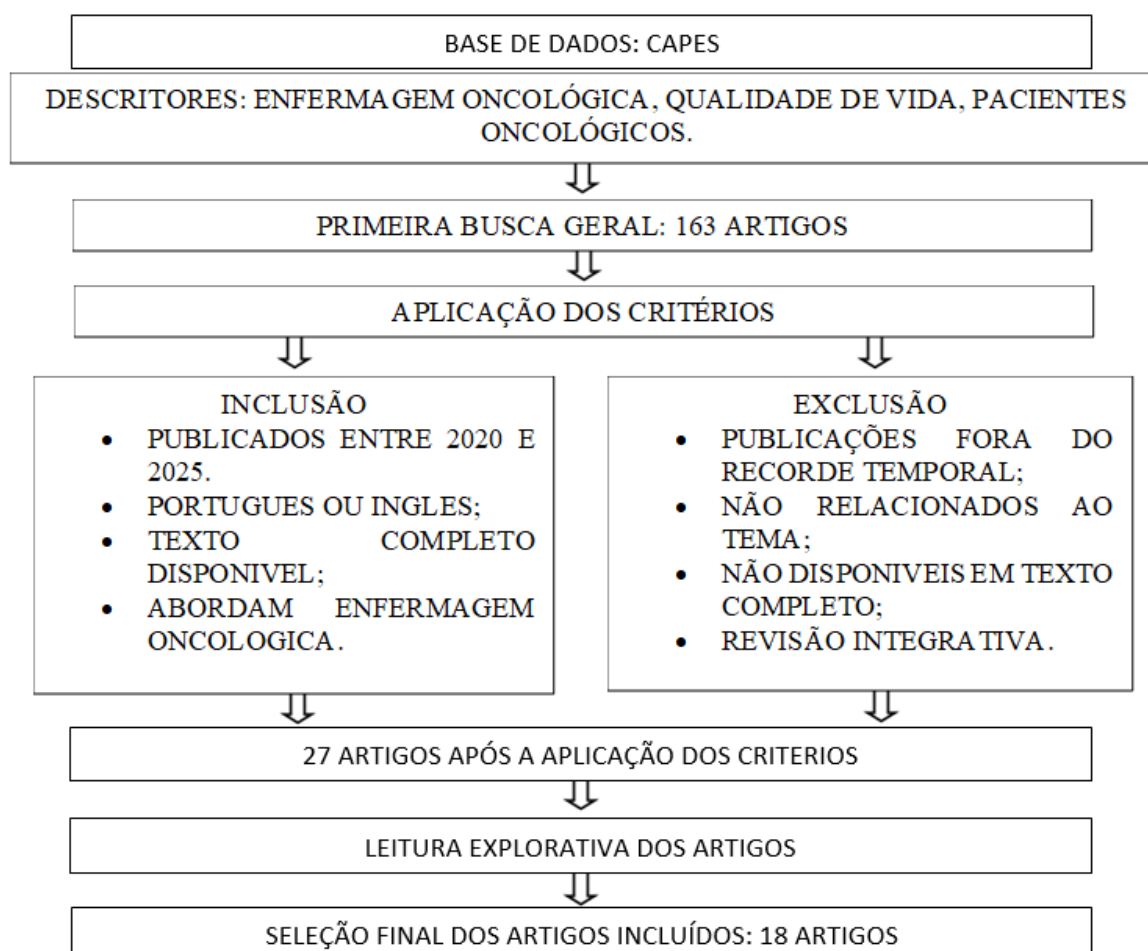 BASE DE DADOS: CAPES
DESCRITORES: ENFERMAGEM ONCOLÓGICA, QUALIDADE DE VIDA, PACIENTES
ONCOLÓGICOS.
PRIMEIRA BUSCA GERAL: 163 ARTIGOS
APLICAÇÃO DOS CRITÉRIOS
INCLUSÃO
• PUBLICADOS ENTRE 2020 E
2025.
• PORTUGUES OU INGLES;
• TEXTO COMPLETO
DISPONIVEL;
• ABORDAM ENFERMAGEM
ONCOLOGICA.
EXCLUSÃO
• PUBLICAÇÕES FORA DO
RECORDE TEMPORAL;
• NÃO RELACIONADOS AO
TEMA;
• NÃO DISPONIVEIS EM TEXTO
COMPLETO;
• REVISÃO INTEGRATIVA.
27 ARTIGOS APÓS A APLICAÇÃO DOS CRITERIOS
LEITURA EXPLORATIVA DOS ARTIGOS
SELEÇÃO FINAL DOS ARTIGOS INCLUÍDOS: 18 ARTIGOS